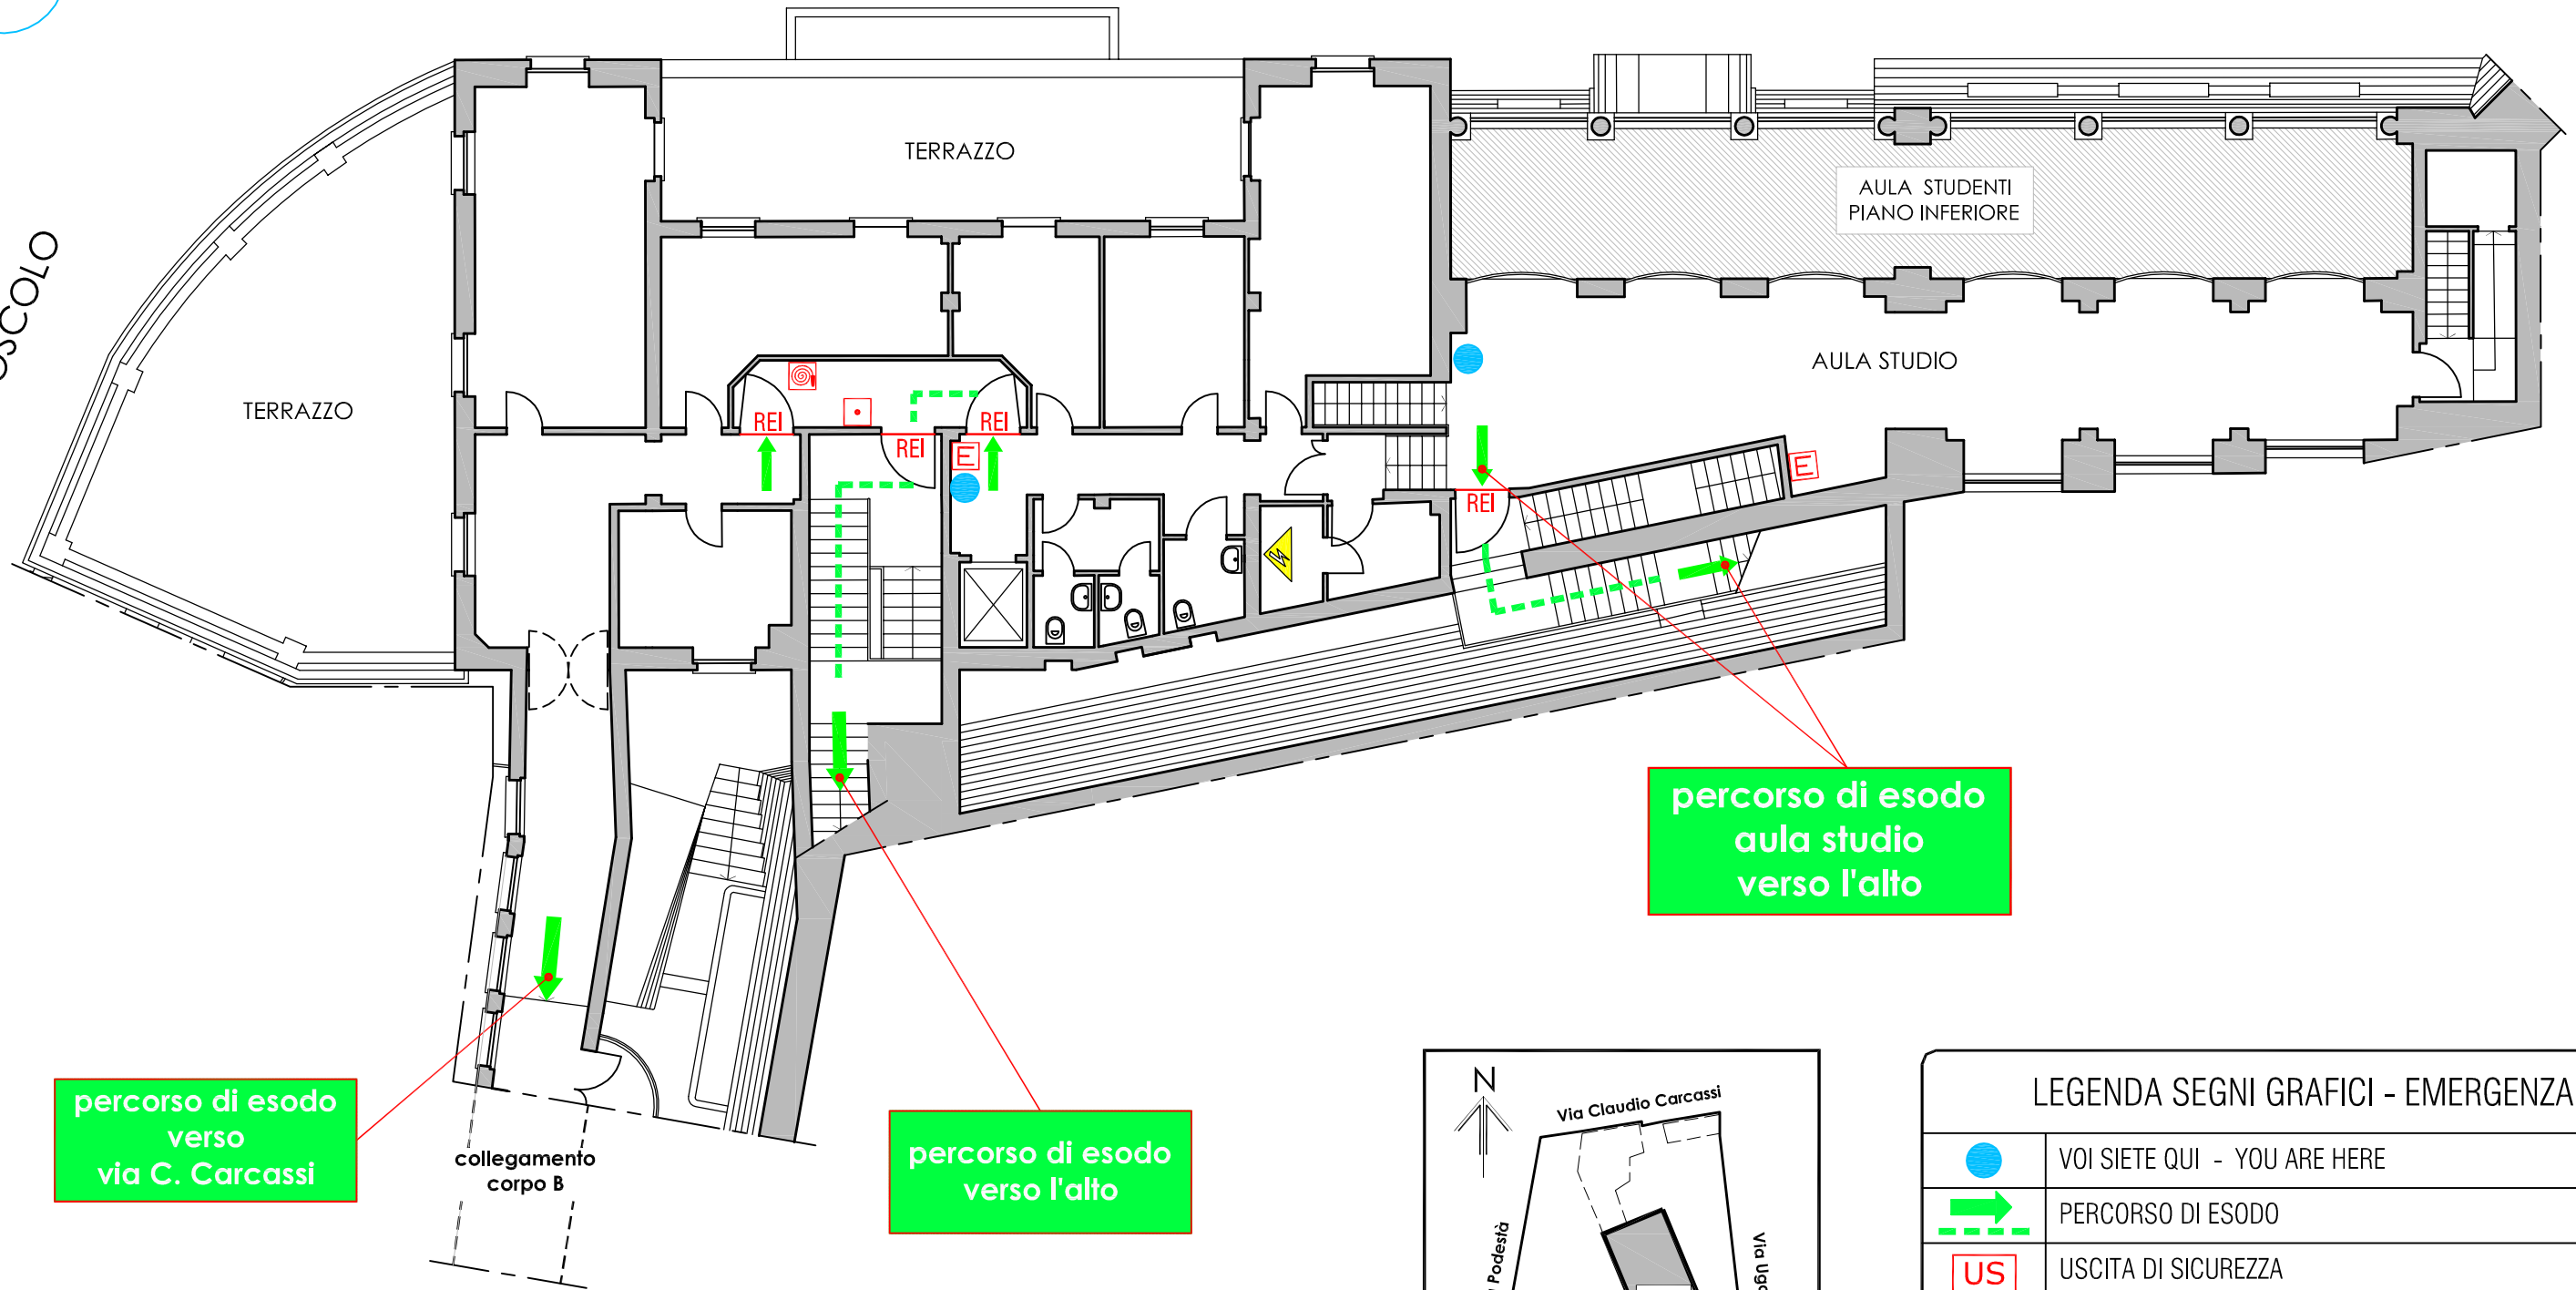 TERRAZZO
AULA STUDENTI
PIANO INFERIORE
TERRAZZO
AULA STUDIO
REI
REI
REI
E
E
REI
percorso di esodo
aula studio
verso l'alto
percorso di esodo
verso
via C. Carcassi
collegamento
corpo B
percorso di esodo
verso l'alto
N
Via Claudio Carcassi
Podestà
Via Ugo
LEGENDA SEGNI GRAFICI - EMERGENZA
VOI SIETE QUI - YOU ARE HERE
PERCORSO DI ESODO
US
USCITA DI SICUREZZA